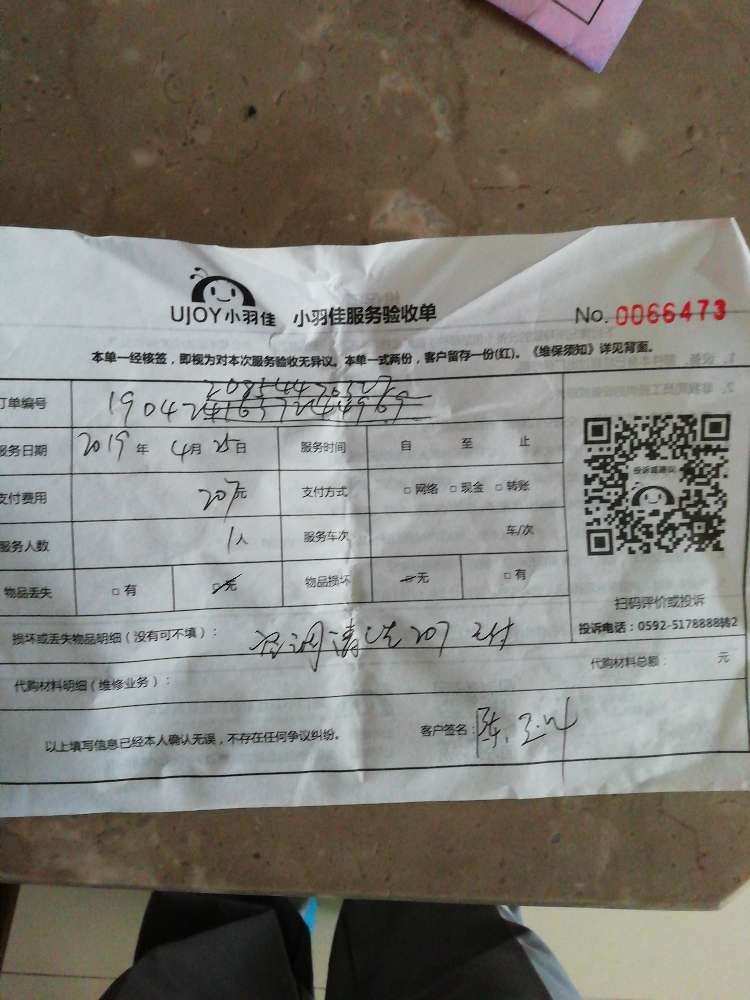 UJOY小羽佳 小羽佳服务验收单 No. 0066473
本单一经核签，即视为对本次服务验收无异议。本单一式两份，客户留存一份(红)。《维保须知》详见背面。
订单编号 19042
服务日期 2019 年 4月 25日 服务时间 自 至 止
支付费用 207元 支付方式 □ 网络 □ 现金 □ 转账
服务人数 1人 服务车次 车/次
物品丢失 □ 有 □ 无 物品损坏 □ 无 □ 有
投诉或建议
扫码评价或投诉
投诉电话：0592-5178888转2
损坏或丢失物品明细（没有可不填）： 空调清洗207
代购材料明细（维修业务）： 代购材料总额： 元
以上填写信息已经本人确认无误，不存在任何争议纠纷。 客户签名： 陈